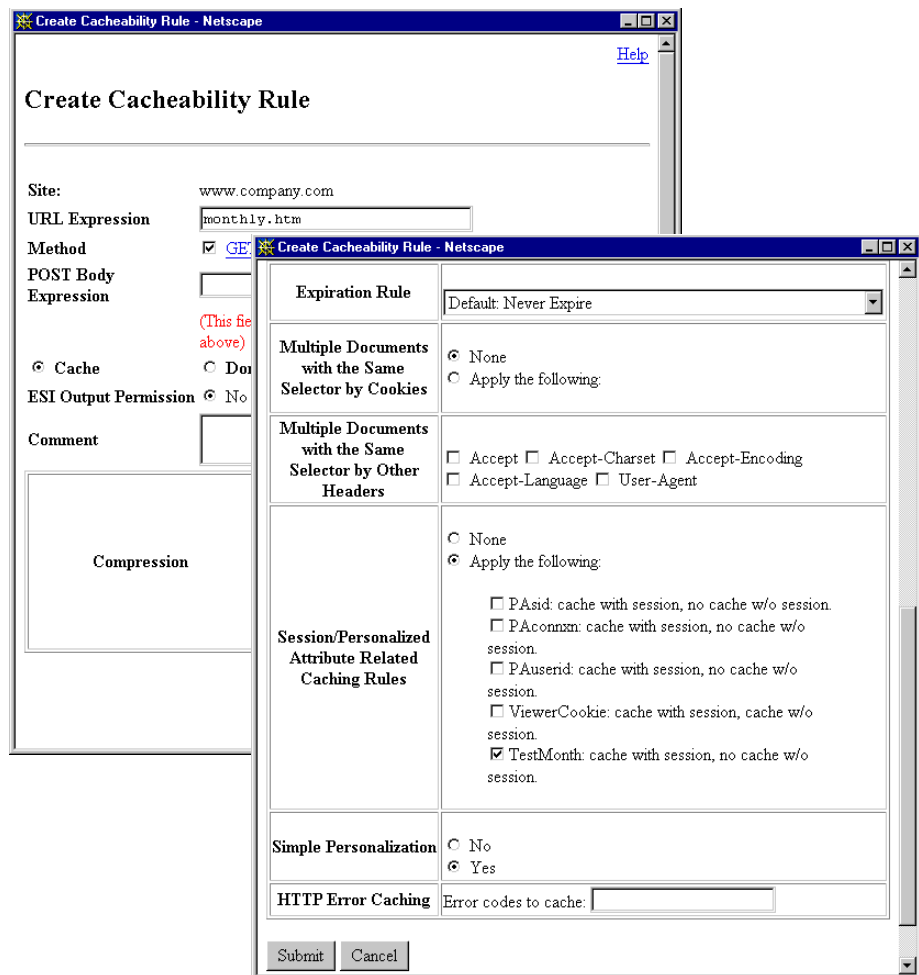 Create Cacheability Rule - Netscape
Help
Create Cacheability Rule
Site: www.company.com
URL Expression monthly.htm
Method
POST Body
Expression
(This fie
above)
Cache
ESI Output Permission No
Comment
Compression
Create Cacheability Rule - Netscape
Expiration Rule Default: Never Expire
Multiple Documents
with the Same
Selector by Cookies
None
Apply the following:
Multiple Documents
with the Same
Selector by Other
Headers
Accept Accept-Charset Accept-Encoding
Accept-Language User-Agent
Session/Personalized
Attribute Related
Caching Rules
None
Apply the following:
PAsid: cache with session, no cache w/o session.
PAconnxn: cache with session, no cache w/o
session.
PAuserid: cache with session, no cache w/o
session.
ViewerCookie: cache with session, cache w/o
session.
TestMonth: cache with session, no cache w/o
session.
Simple Personalization
No
Yes
HTTP Error Caching Error codes to cache:
Submit Cancel